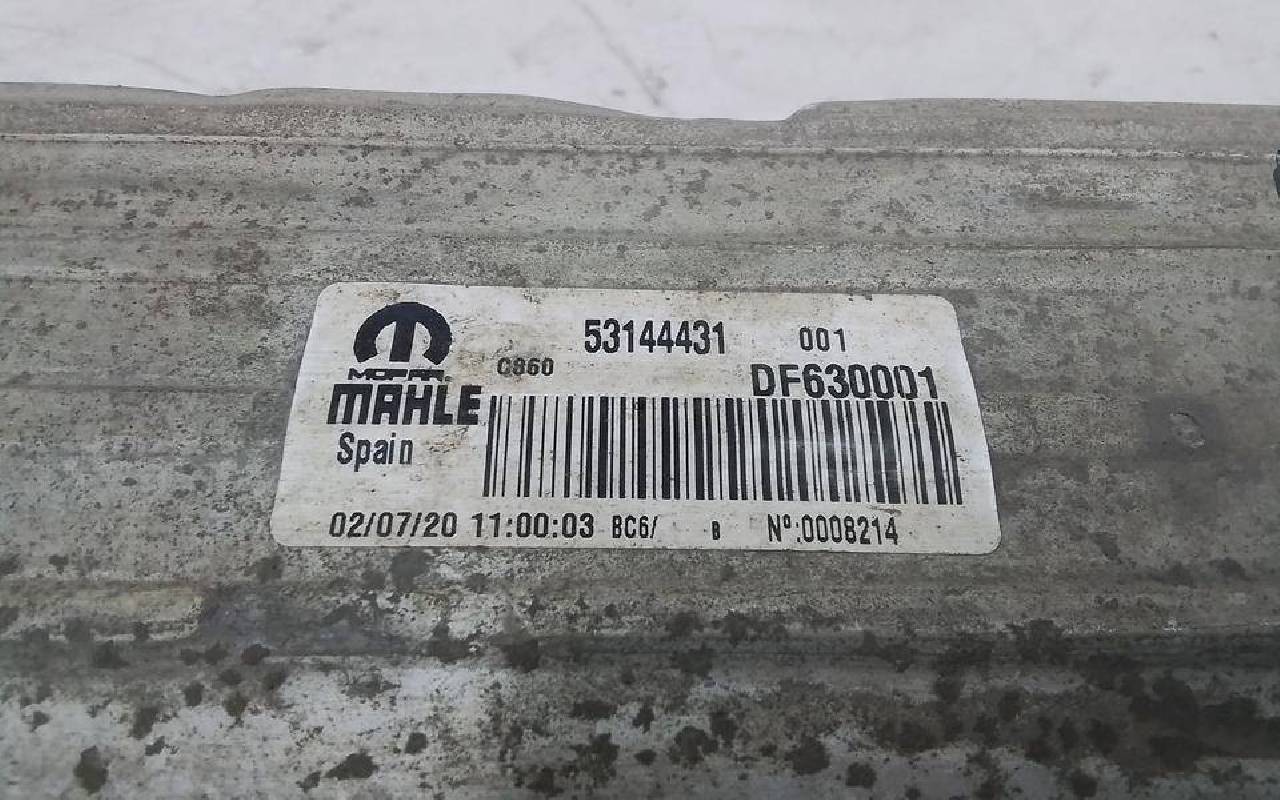 53144431 001
MOPAR.
C860 DF630001
MAHLE
Spain
02/07/20 11:00:03 BC6/ B Nº.:0008214